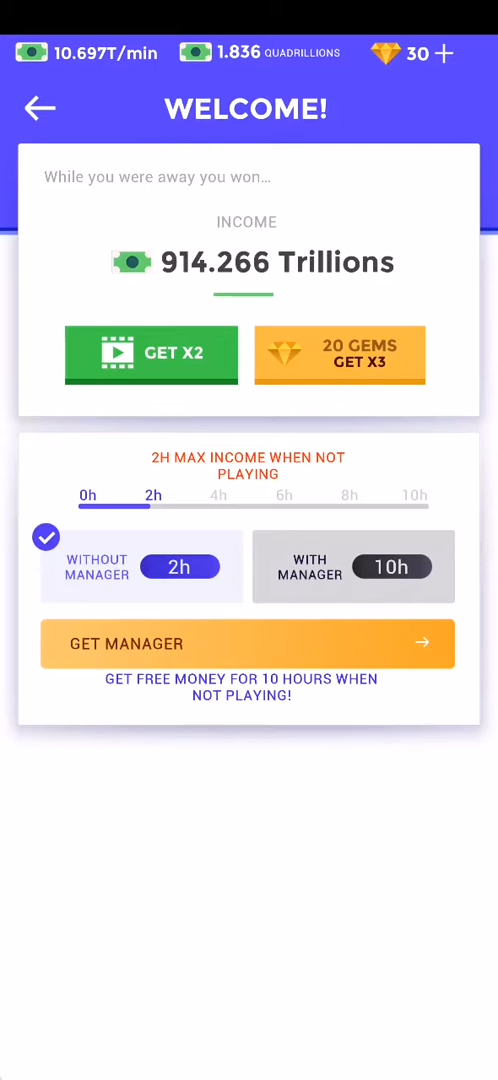 10.697T/min 1.836 QUADRILLIONS 30
WELCOME!
While you were away you won...
INCOME
914.266 Trillions
GET X2
20 GEMS
GET X3
2H MAX INCOME WHEN NOT
PLAYING
0h 2h 4h 6h 8h 10h
WITHOUT
MANAGER
2h
WITH
MANAGER
10h
GET MANAGER
GET FREE MONEY FOR 10 HOURS WHEN
NOT PLAYING!